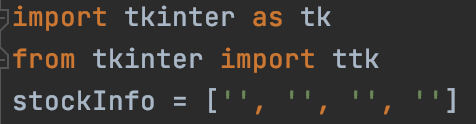 import tkinter as tk
from tkinter import ttk
stockInfo = ['', '', '', '']